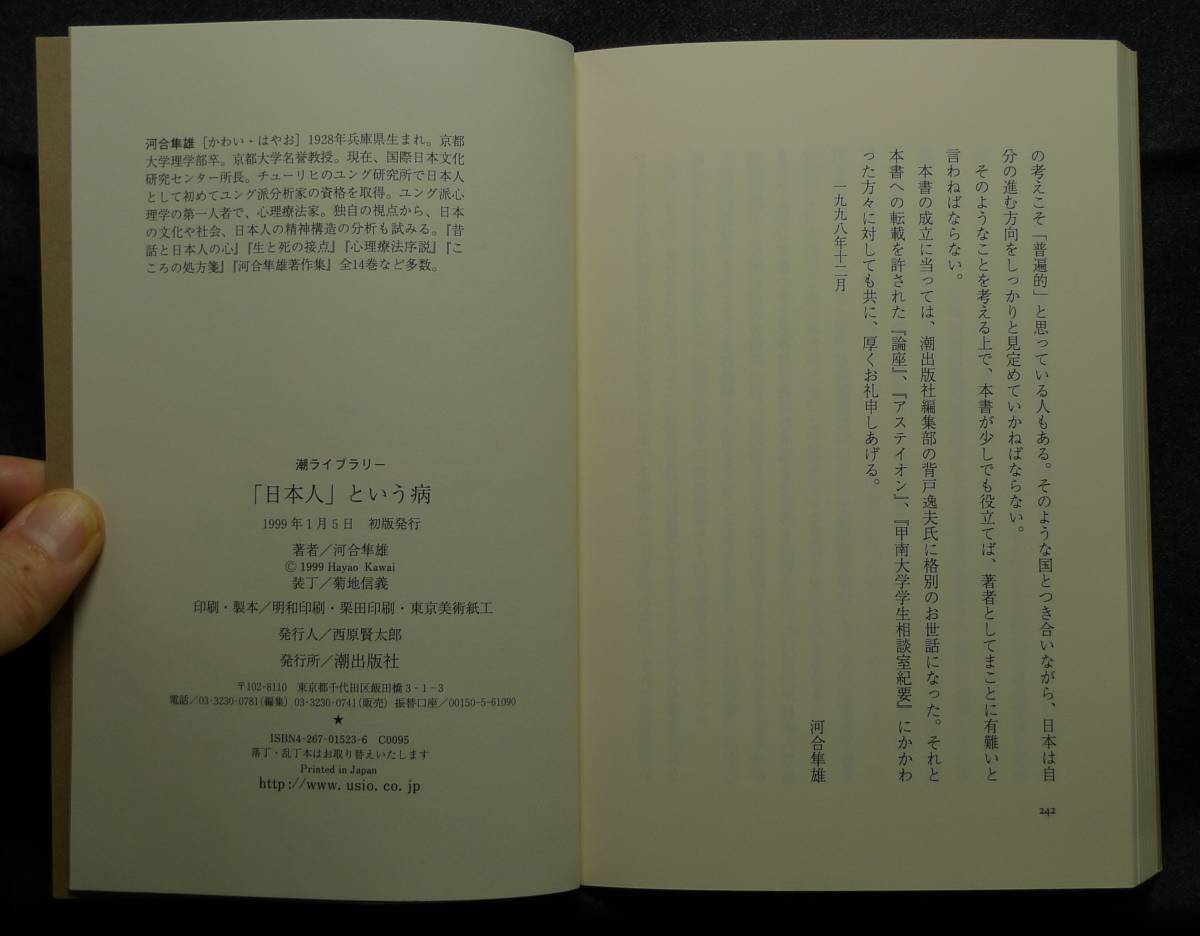 の考えこそ「普遍的」と思っている人もある。そのような国とつき合いながら、日本は自
分の進む方向をしっかりと見定めていかねばならない。
そのようなことを考える上で、本書が少しでも役立てば、著者としてまことに有難いと
言わねばならない。
本書の成立に当っては、潮出版社編集部の背戸逸夫氏に格別のお世話になった。それと
本書への転載を許された『論座』、『アステイオン』、『甲南大学学生相談室紀要』にかかわ
った方々に対しても共に、厚くお礼申しあげる。
一九九八年十二月
河合隼雄
242
河合隼雄［かわい・はやお］1928年兵庫県生まれ。京都
大学理学部卒。京都大学名誉教授。現在、国際日本文化
研究センター所長。チューリヒのユング研究所で日本人
として初めてユング派分析家の資格を取得。ユング派心
理学の第一人者で、心理療法家。独自の視点から、日本
の文化や社会、日本人の精神構造の分析も試みる。『昔
話と日本人の心』『生と死の接点』『心理療法序説』『こ
ころの処方箋』『河合隼雄著作集』全14巻など多数。
潮ライブラリー
「日本人」という病
1999年1月5日　初版発行
著者／河合隼雄
© 1999 Hayao Kawai
装丁／菊地信義
印刷・製本／明和印刷・栗田印刷・東京美術紙工
発行人／西原賢太郎
発行所／潮出版社
〒102-8110　東京都千代田区飯田橋3-1-3
電話／03-3230-0781(編集) 03-3230-0741(販売) 振替口座／00150-5-61090
★
ISBN4-267-01523-6　C0095
落丁・乱丁本はお取り替えいたします
Printed in Japan
http://www.usio.co.jp